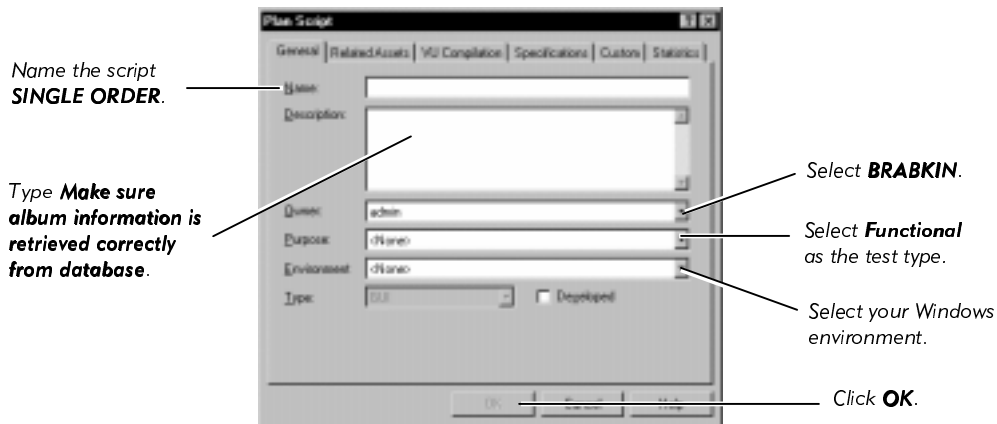 Plan Script
General Related Assets VU Compilation Specifications Custom Statistics
Name the script
SINGLE ORDER.
Name:
Description:
Type Make sure
album information is
retrieved correctly
from database.
Select BRABKIN.
Owner: admin
Purpose: <None>
Select Functional
as the test type.
Environment: <None>
Type: GUI Developed
Select your Windows
environment.
OK Cancel Help
Click OK.